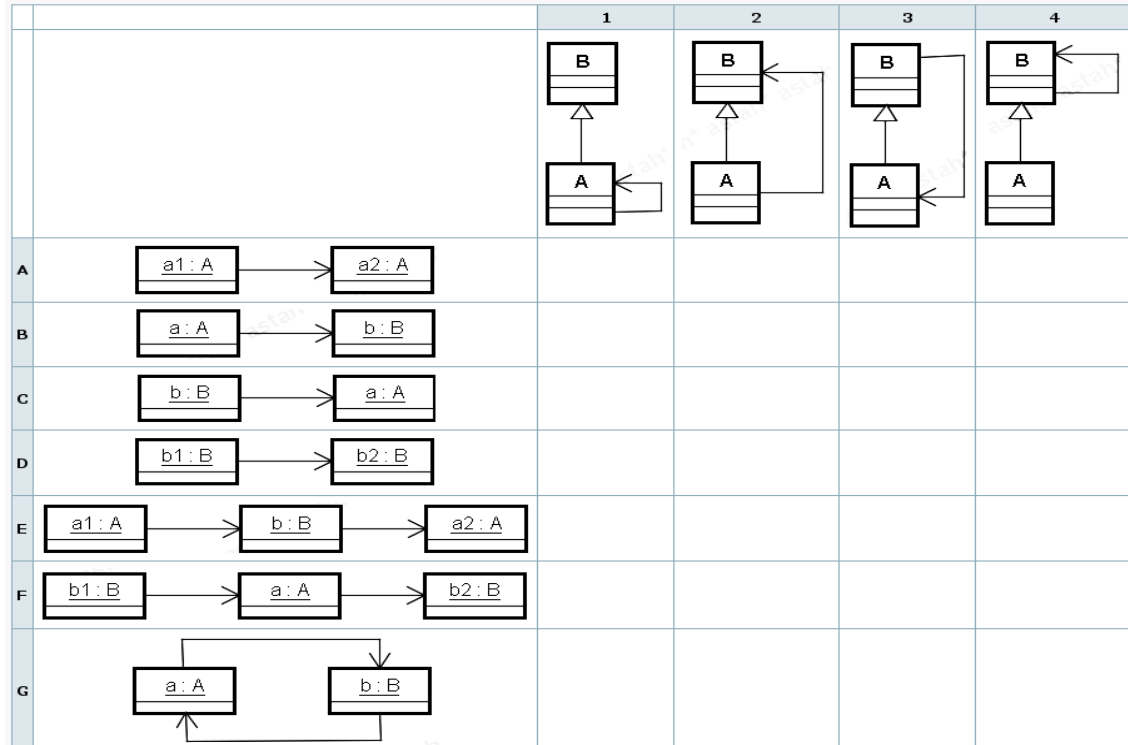 1 2 3 4
B B B B
A A A A
A a1 : A a2 : A
B a : A b : B
C b : B a : A
D b1 : B b2 : B
E a1 : A b : B a2 : A
F b1 : B a : A b2 : B
G a : A b : B